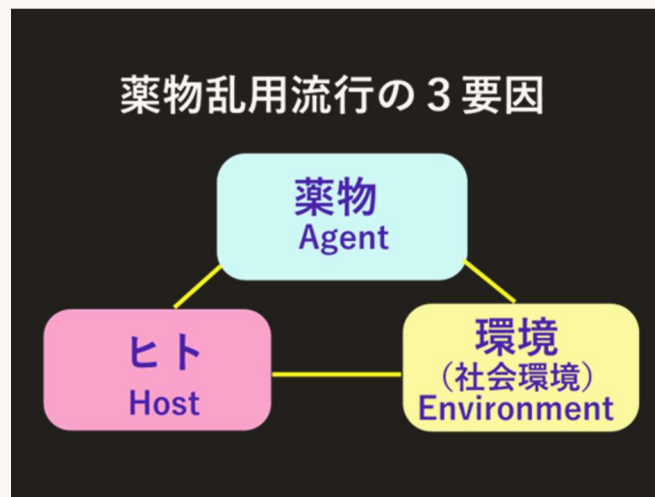 薬物乱用流行の３要因
薬物
Agent
ヒト
Host
環境
（社会環境）
Environment